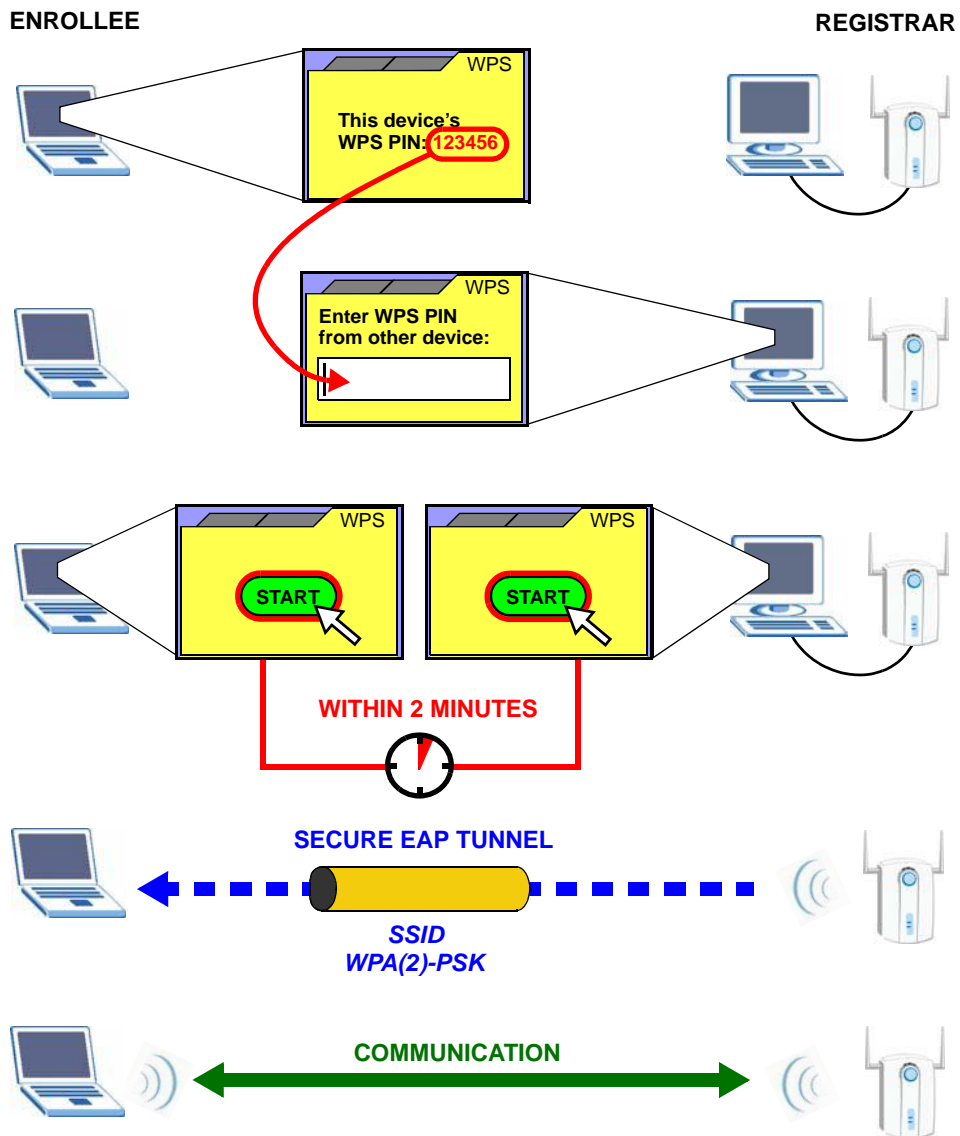 ENROLLEE
REGISTRAR
WPS
This device's
WPS PIN: 123456
WPS
Enter WPS PIN
from other device:
WPS
START
WPS
START
WITHIN 2 MINUTES
SECURE EAP TUNNEL
SSID
WPA(2)-PSK
COMMUNICATION